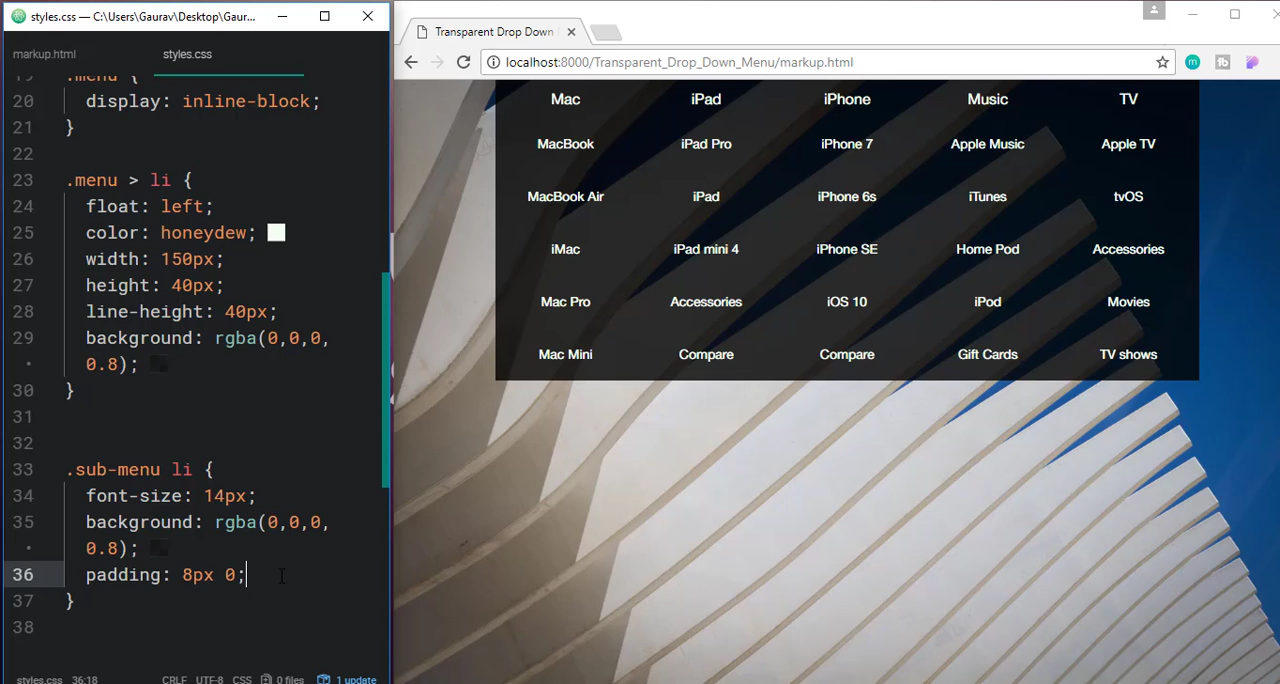 styles.css — C:\Users\Gaurav\Desktop\Gaur...
markup.html styles.css
19 .menu {
20 display: inline-block;
21 }
22
23 .menu > li {
24 float: left;
25 color: honeydew;
26 width: 150px;
27 height: 40px;
28 line-height: 40px;
29 background: rgba(0,0,0,
• 0.8);
30 }
31
32
33 .sub-menu li {
34 font-size: 14px;
35 background: rgba(0,0,0,
• 0.8);
36 padding: 8px 0;
37 }
38
styles.css 36:18 CRLF UTF-8 CSS 0 files 1 update
Transparent Drop Down
localhost:8000/Transparent_Drop_Down_Menu/markup.html
Mac iPad iPhone Music TV
MacBook iPad Pro iPhone 7 Apple Music Apple TV
MacBook Air iPad iPhone 6s iTunes tvOS
iMac iPad mini 4 iPhone SE Home Pod Accessories
Mac Pro Accessories iOS 10 iPod Movies
Mac Mini Compare Compare Gift Cards TV shows